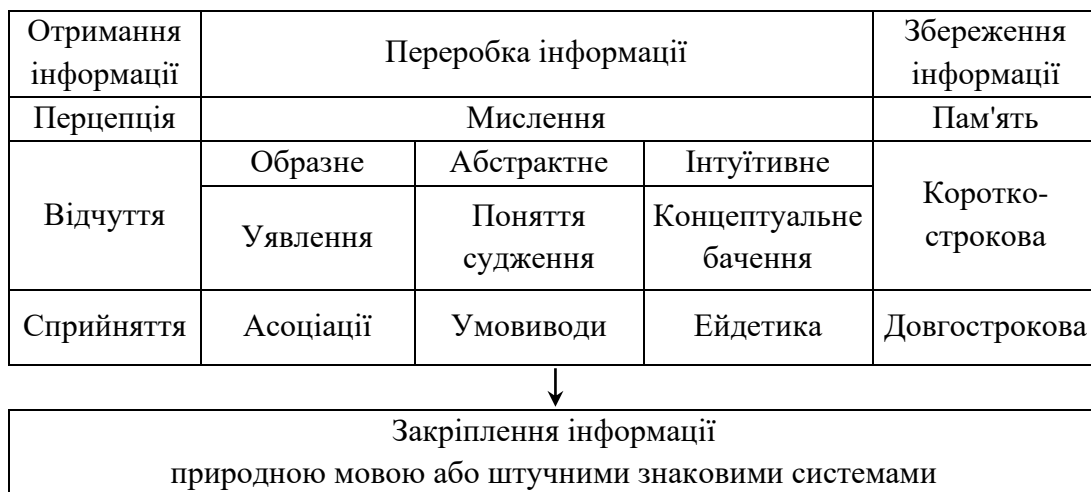 Отримання
інформації
Переробка інформації
Збереження
інформації
Перцепція
Мислення
Пам'ять
Відчуття
Образне
Абстрактне
Інтуїтивне
Уявлення
Поняття
судження
Концептуальне
бачення
Коротко-
строкова
Сприйняття
Асоціації
Умовиводи
Ейдетика
Довгострокова
Закріплення інформації
природною мовою або штучними знаковими системами